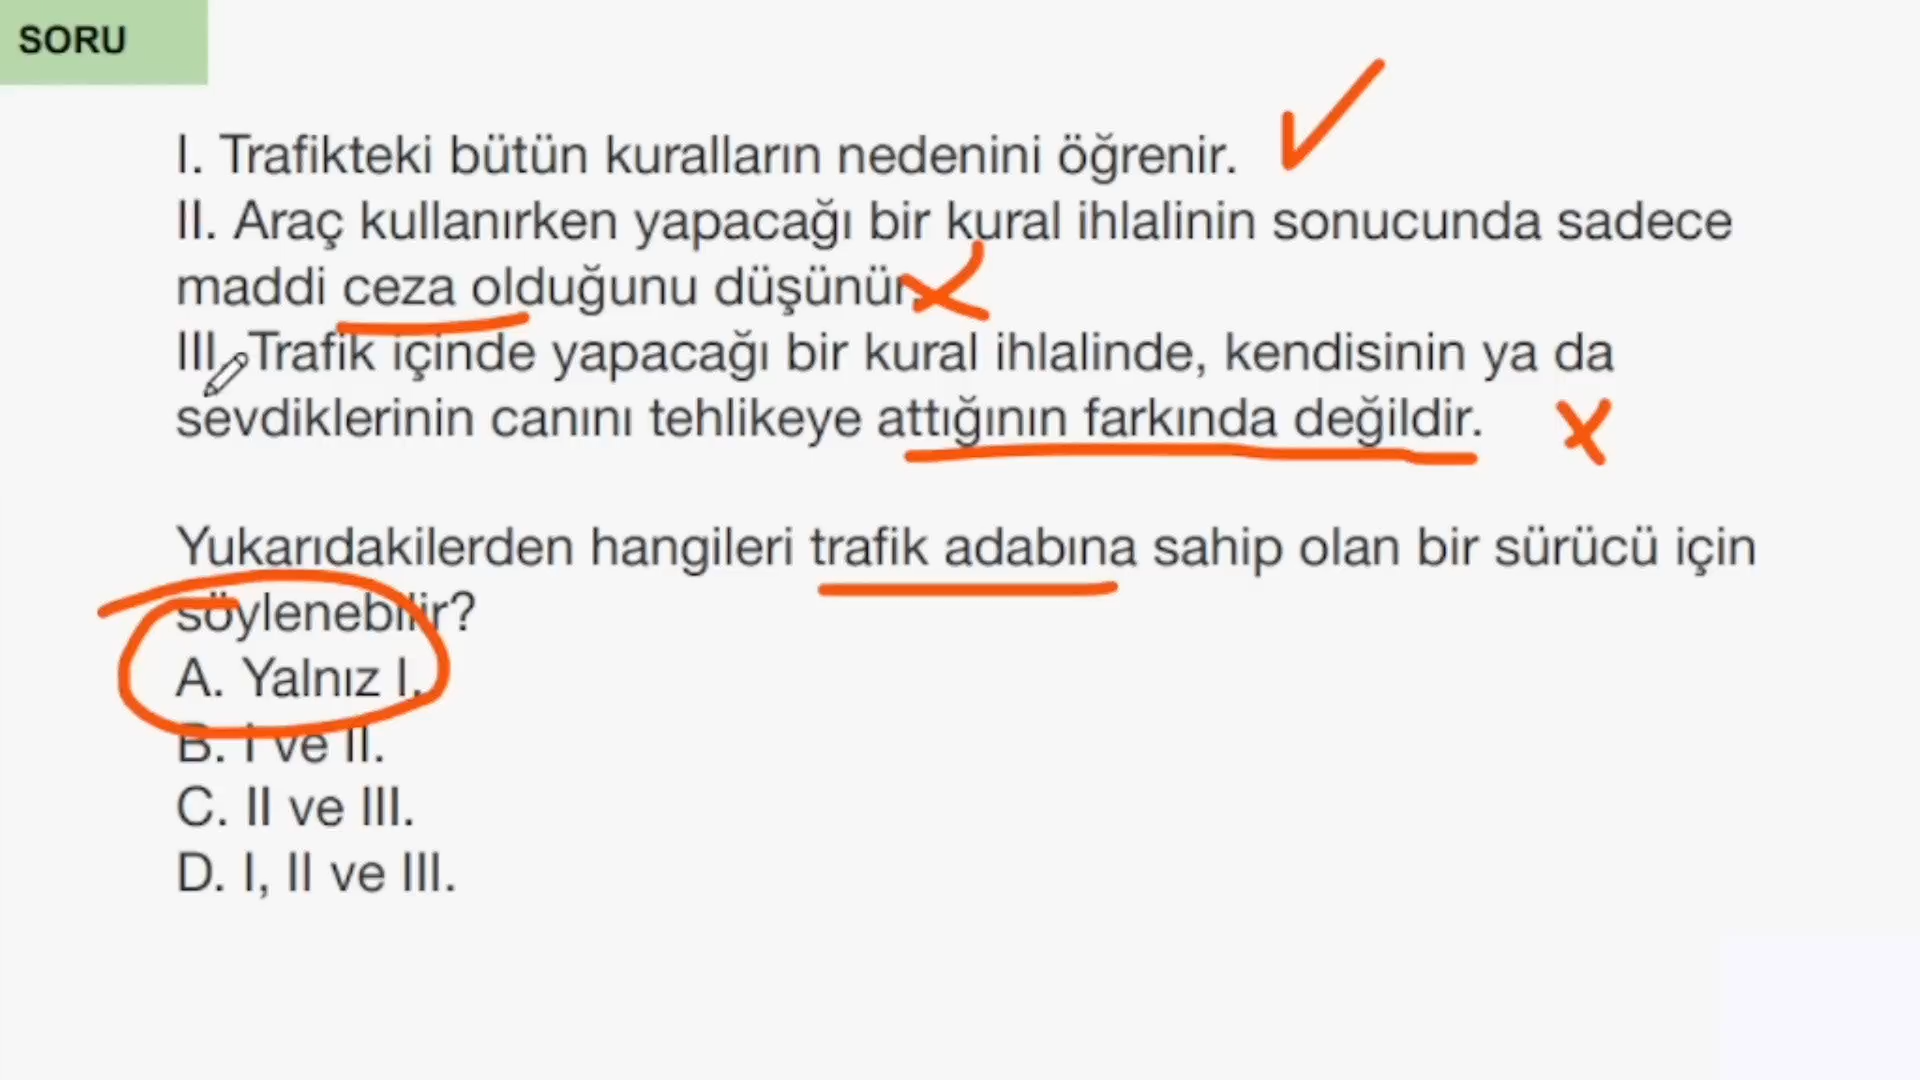 SORU
I. Trafikteki bütün kuralların nedenini öğrenir.
II. Araç kullanırken yapacağı bir kural ihlalinin sonucunda sadece
maddi ceza olduğunu düşünür.
III. Trafik içinde yapacağı bir kural ihlalinde, kendisinin ya da
sevdiklerinin canını tehlikeye attığının farkında değildir.
Yukarıdakilerden hangileri trafik adabına sahip olan bir sürücü için
söylenebilir?
A. Yalnız I.
B. I ve II.
C. II ve III.
D. I, II ve III.